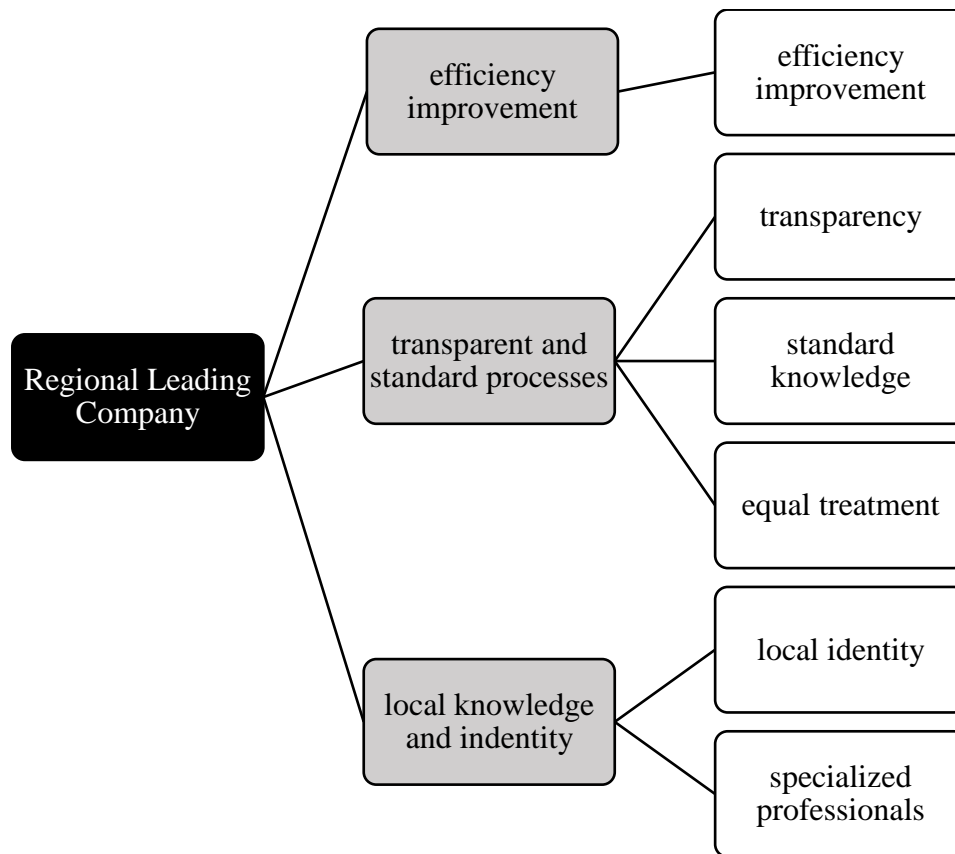 efficiency
improvement
efficiency
improvement
transparency
Regional Leading
Company
transparent and
standard processes
standard
knowledge
equal treatment
local knowledge
and indentity
local identity
specialized
professionals